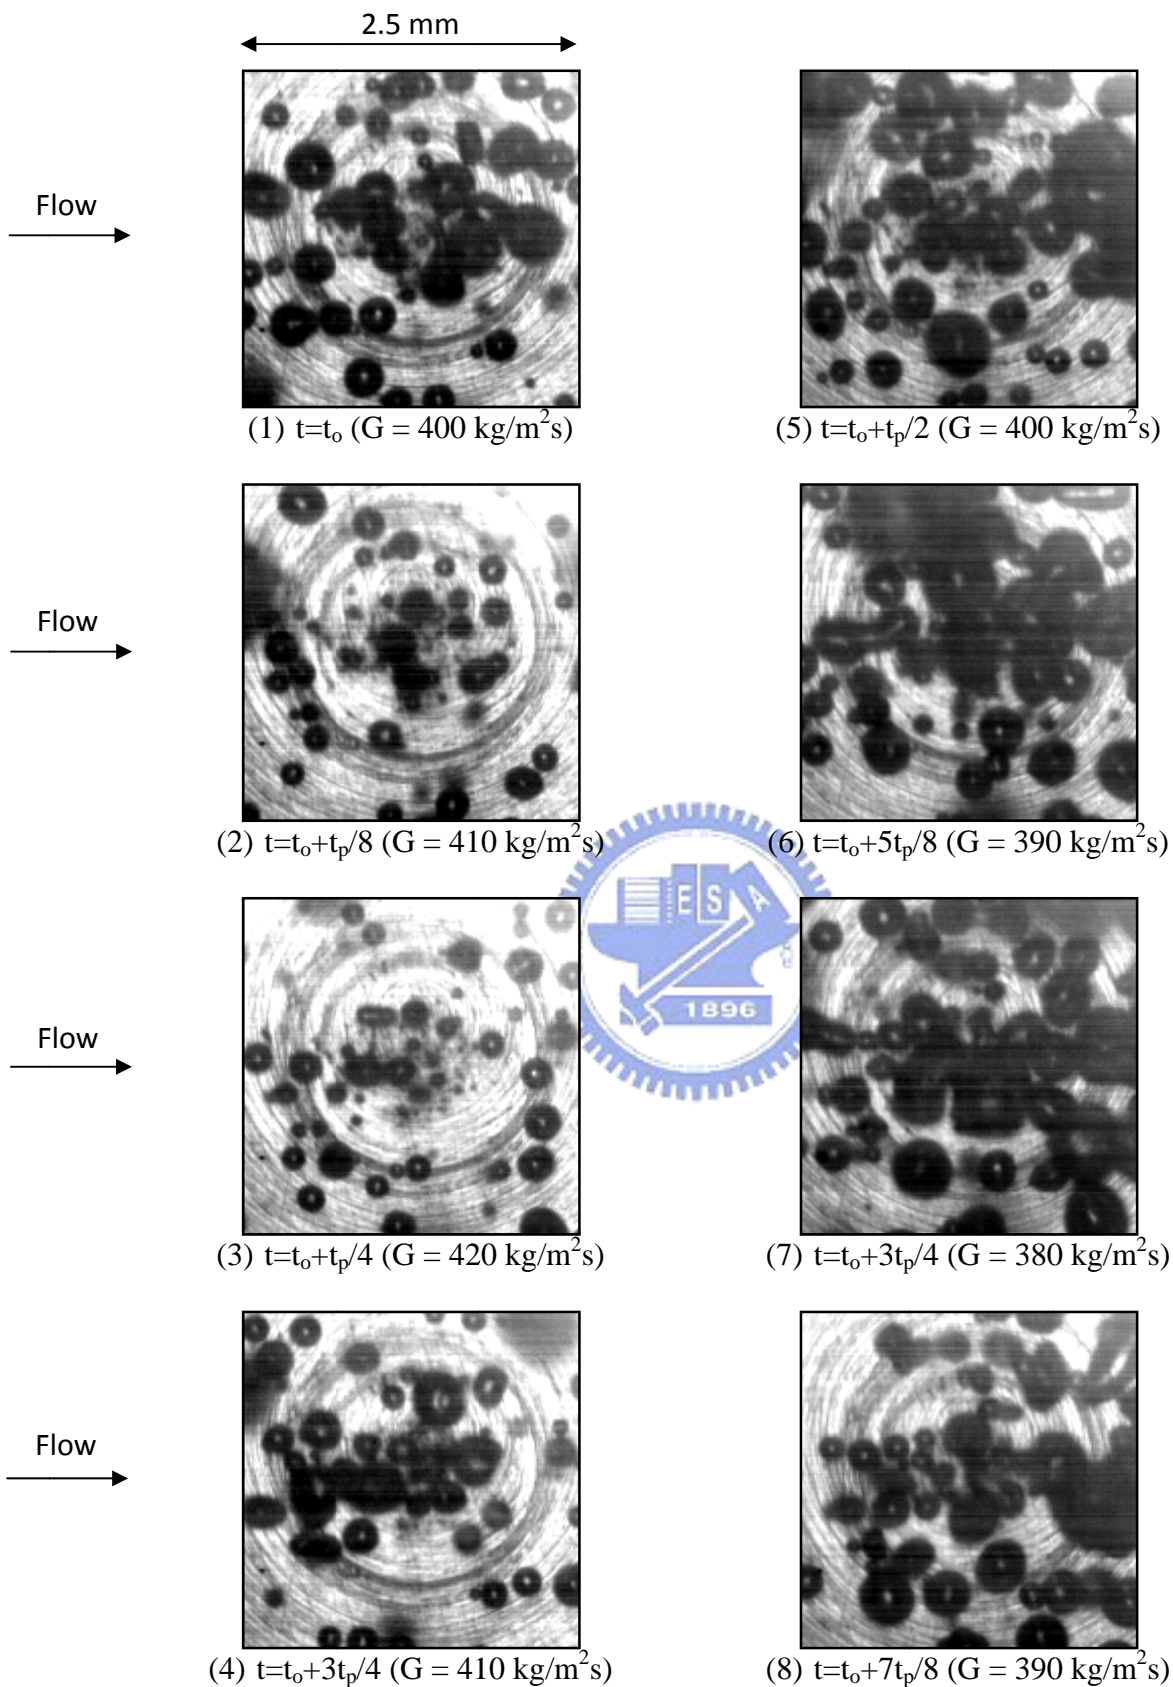 2.5 mm
Flow
(1) t=tₒ (G = 400 kg/m²s)
(5) t=tₒ+tₚ/2 (G = 400 kg/m²s)
Flow
(2) t=tₒ+tₚ/8 (G = 410 kg/m²s)
(6) t=tₒ+5tₚ/8 (G = 390 kg/m²s)
E S A
1896
Flow
(3) t=tₒ+tₚ/4 (G = 420 kg/m²s)
(7) t=tₒ+3tₚ/4 (G = 380 kg/m²s)
Flow
(4) t=tₒ+3tₚ/4 (G = 410 kg/m²s)
(8) t=tₒ+7tₚ/8 (G = 390 kg/m²s)